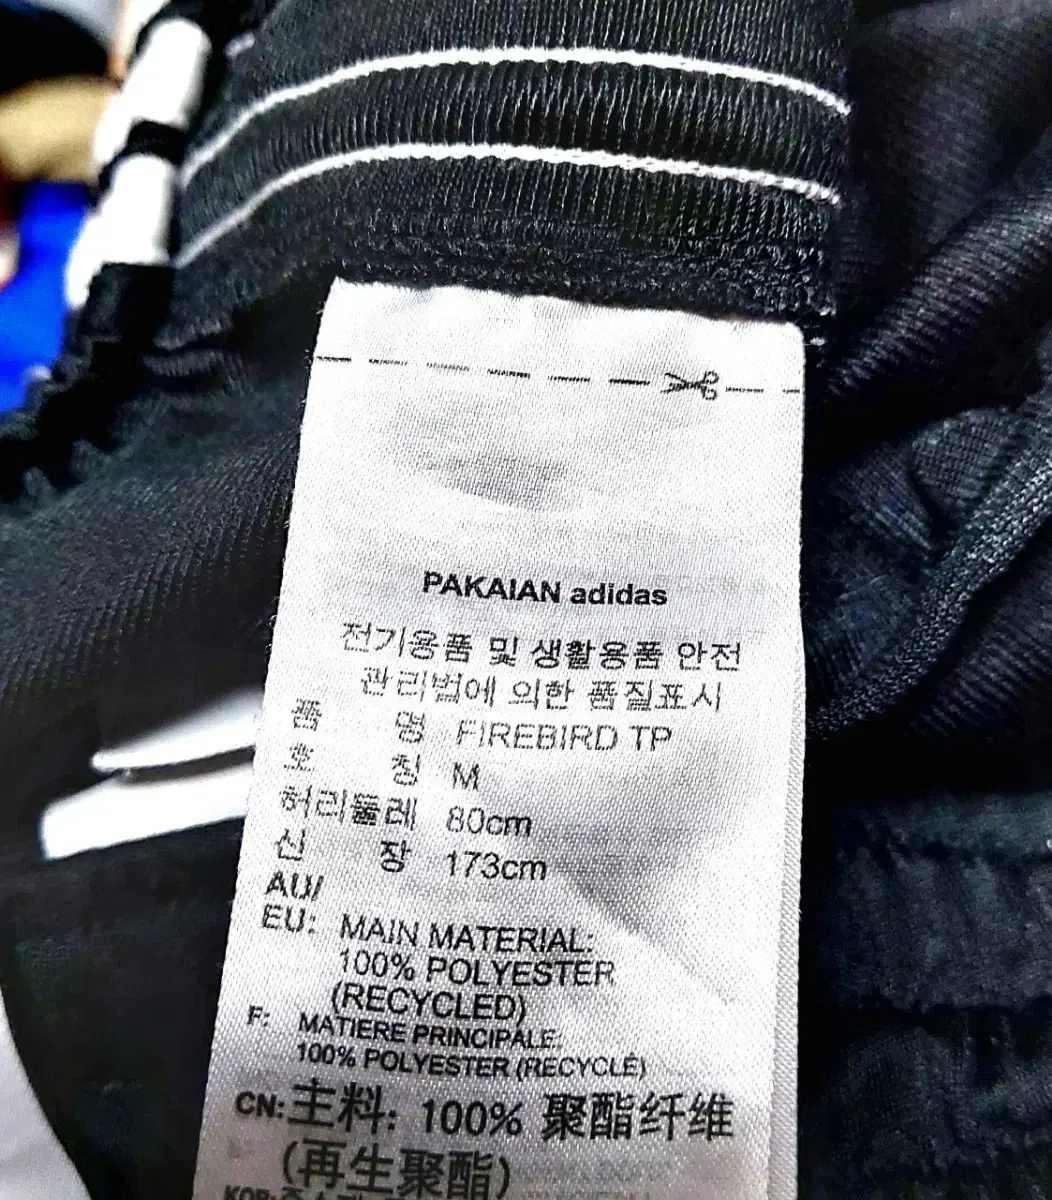 PAKAIAN adidas
전기용품 및 생활용품 안전
관리법에 의한 품질표시
품 명 FIREBIRD TP
호 칭 M
허리둘레 80cm
신 장 173cm
AU/
EU: MAIN MATERIAL:
100% POLYESTER
(RECYCLED)
F: MATIERE PRINCIPALE:
100% POLYESTER (RECYCLÉ)
CN: 主料: 100% 聚酯纤维
(再生聚酯)
KOR: